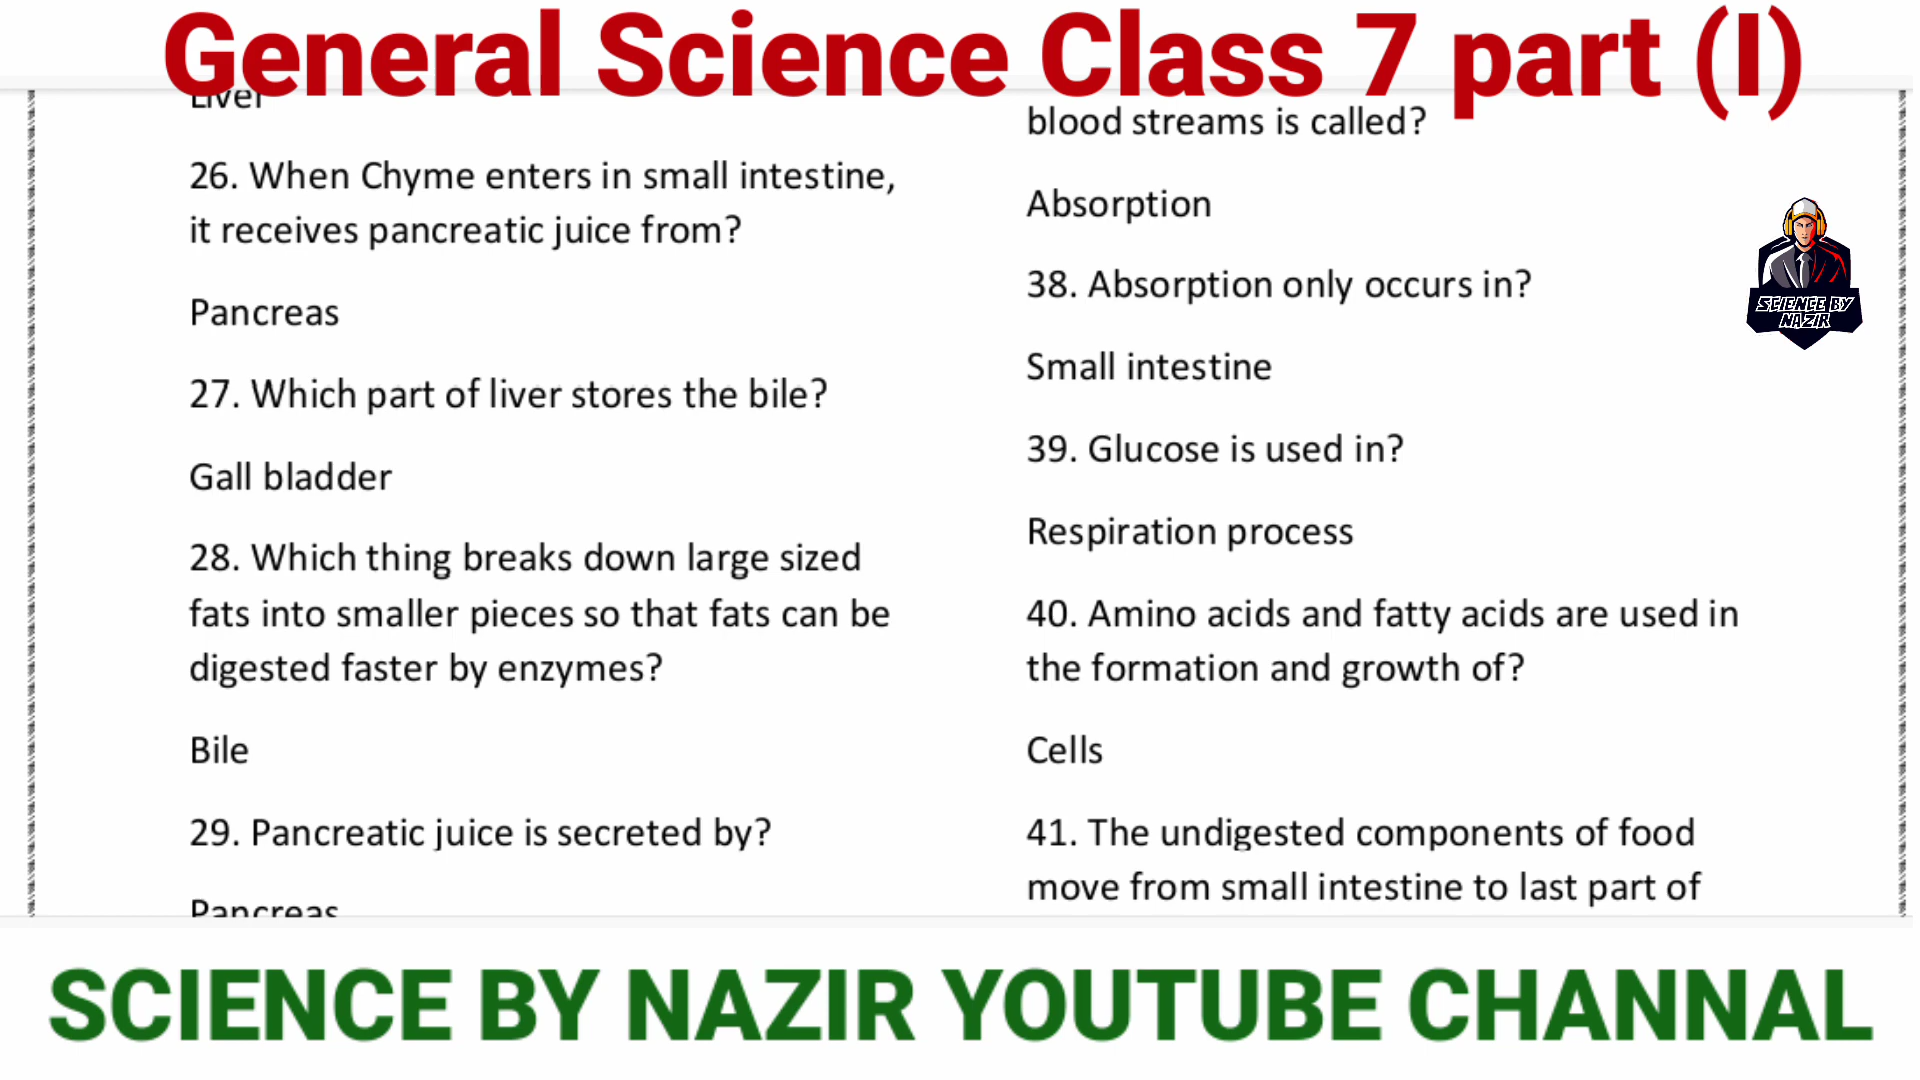 General Science Class 7 part (I)
Liver
26. When Chyme enters in small intestine,
it receives pancreatic juice from?
Pancreas
27. Which part of liver stores the bile?
Gall bladder
28. Which thing breaks down large sized
fats into smaller pieces so that fats can be
digested faster by enzymes?
Bile
29. Pancreatic juice is secreted by?
Pancreas
blood streams is called?
Absorption
38. Absorption only occurs in?
Small intestine
39. Glucose is used in?
Respiration process
40. Amino acids and fatty acids are used in
the formation and growth of?
Cells
41. The undigested components of food
move from small intestine to last part of
SCIENCE BY
NAZIR
SCIENCE BY NAZIR YOUTUBE CHANNAL